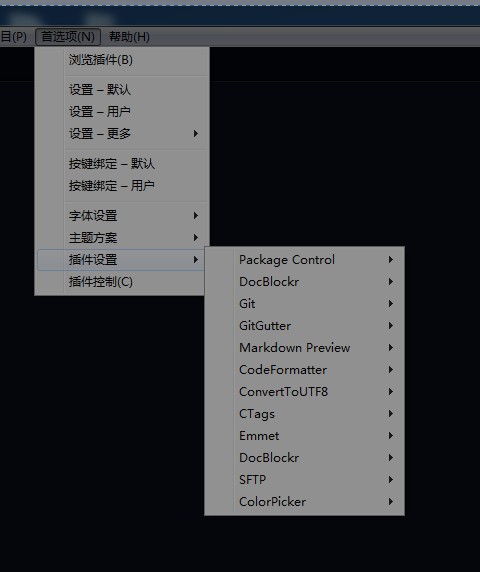 目(P) 首选项(N) 帮助(H)
浏览插件(B)
设置 – 默认
设置 – 用户
设置 – 更多
按键绑定 – 默认
按键绑定 – 用户
字体设置
主题方案
插件设置
插件控制(C)
Package Control
DocBlockr
Git
GitGutter
Markdown Preview
CodeFormatter
ConvertToUTF8
CTags
Emmet
DocBlockr
SFTP
ColorPicker